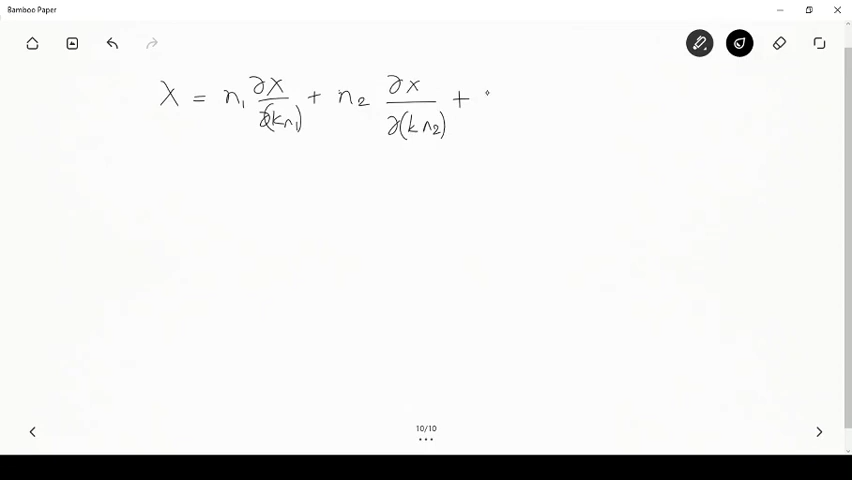 Bamboo Paper
X = n₁ ∂X/∂(kn₁) + n₂ ∂x/∂(kn₂) +
10/10